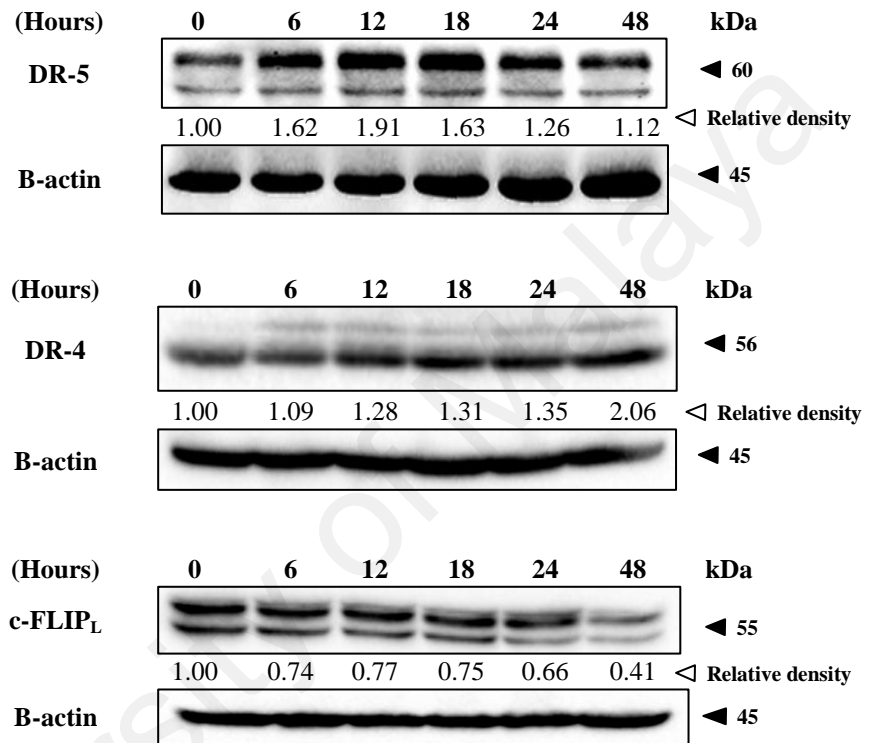 (Hours) 0 6 12 18 24 48 kDa
DR-5 60
1.00 1.62 1.91 1.63 1.26 1.12 Relative density
B-actin 45
(Hours) 0 6 12 18 24 48 kDa
DR-4 56
1.00 1.09 1.28 1.31 1.35 2.06 Relative density
B-actin 45
(Hours) 0 6 12 18 24 48 kDa
c-FLIPL 55
1.00 0.74 0.77 0.75 0.66 0.41 Relative density
B-actin 45
University of Malaya